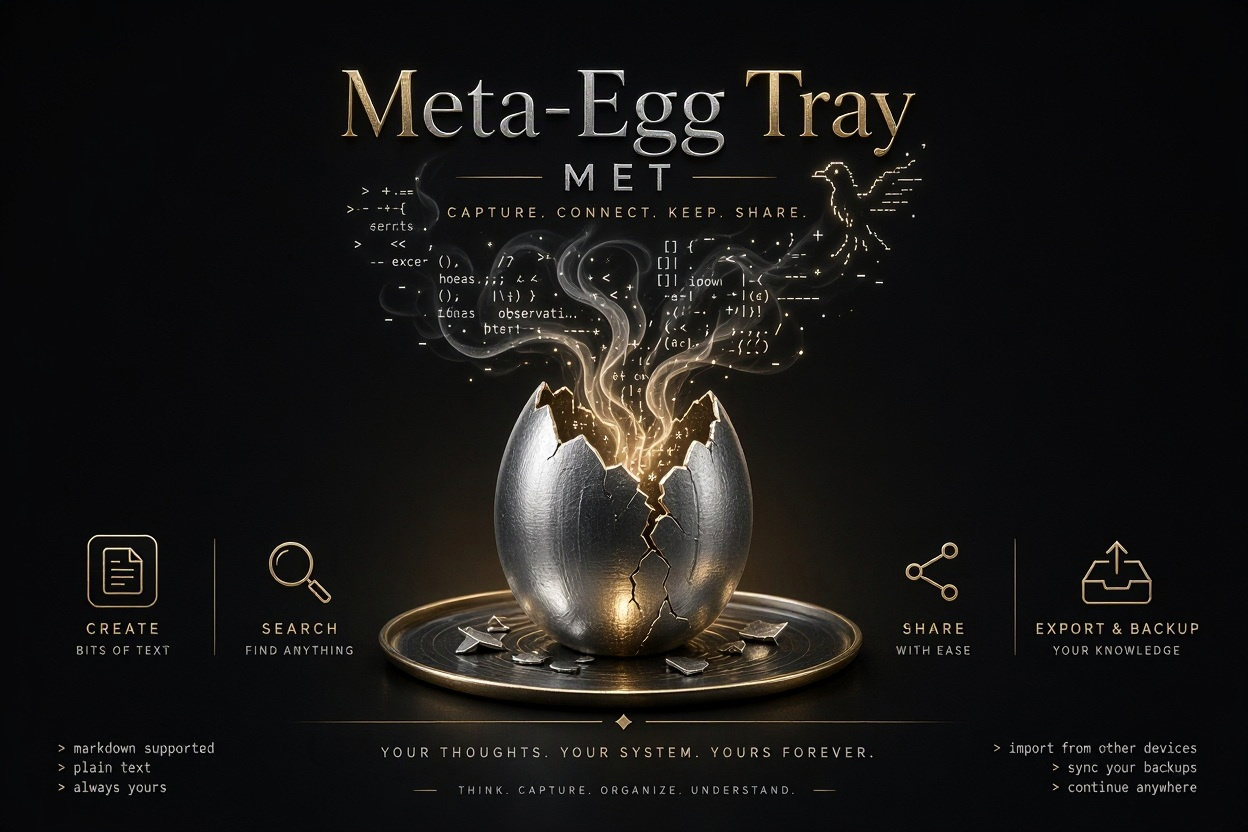 Meta-Egg Tray
MET
CAPTURE. CONNECT. KEEP. SHARE.
> +.==
> -- --+-{
> <<
-- excer
(), /?
[] {
[]| .
();
|\+) }
observati...
CREATE
BITS OF TEXT
SEARCH
FIND ANYTHING
SHARE
WITH EASE
EXPORT & BACKUP
YOUR KNOWLEDGE
> markdown supported
> plain text
> always yours
YOUR THOUGHTS. YOUR SYSTEM. YOURS FOREVER.
THINK. CAPTURE. ORGANIZE. UNDERSTAND.
> import from other devices
> sync your backups
> continue anywhere